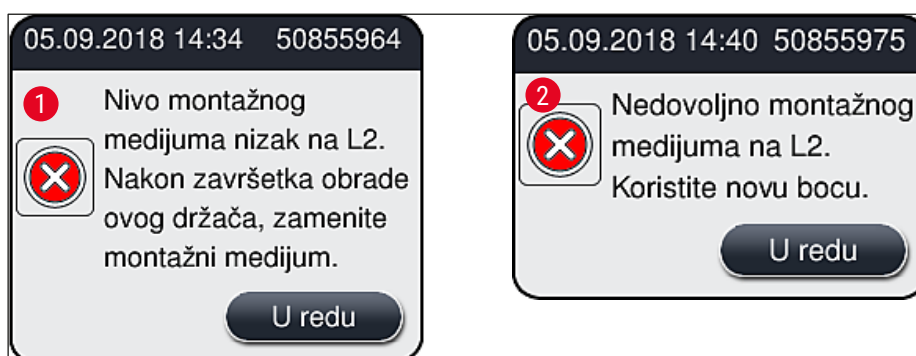 05.09.2018 14:34 50855964
1
Nivo montažnog
medijuma nizak na L2.
Nakon završetka obrade
ovog držača, zamenite
montažni medijum.
U redu
05.09.2018 14:40 50855975
2
Nedovoljno montažnog
medijuma na L2.
Koristite novu bocu.
U redu